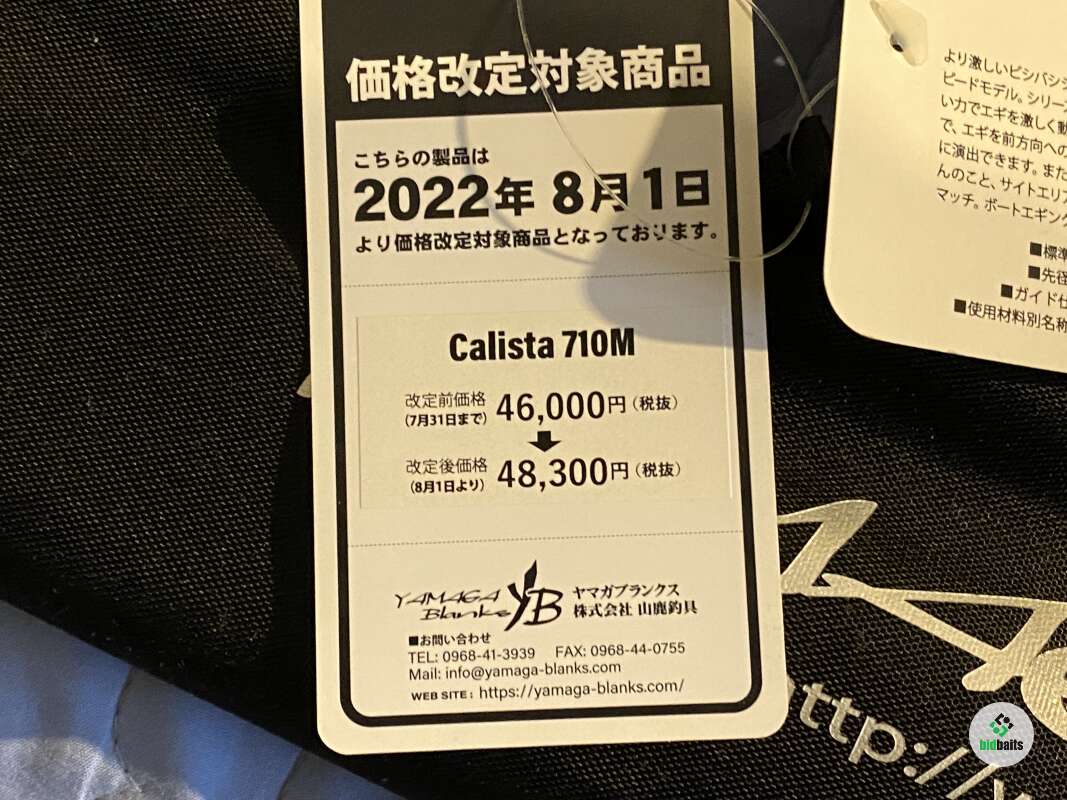 価格改定対象商品
こちらの製品は
2022年 8月1日
より価格改定対象商品となっております。
Calista 710M
改定前価格
(7月31日まで)
46,000円(税抜)
改定後価格
(8月1日より)
48,300円(税抜)
YAMAGA
Blanks
YB
ヤマガブランクス
株式会社 山鹿釣具
■お問い合わせ
TEL: 0968-41-3939 FAX: 0968-44-0755
Mail: info@yamaga-blanks.com
WEB SITE : https://yamaga-blanks.com/
より激しいビシバシ
ピードモデル。シリー
い力でエギを激しく動
で、エギを前方向への
に演出できます。また
んのこと、サイトエリア
マッチ。ボートエギング
■標準
■先径
■ガイド仕
■使用材料別名称
http://y
bidbaits